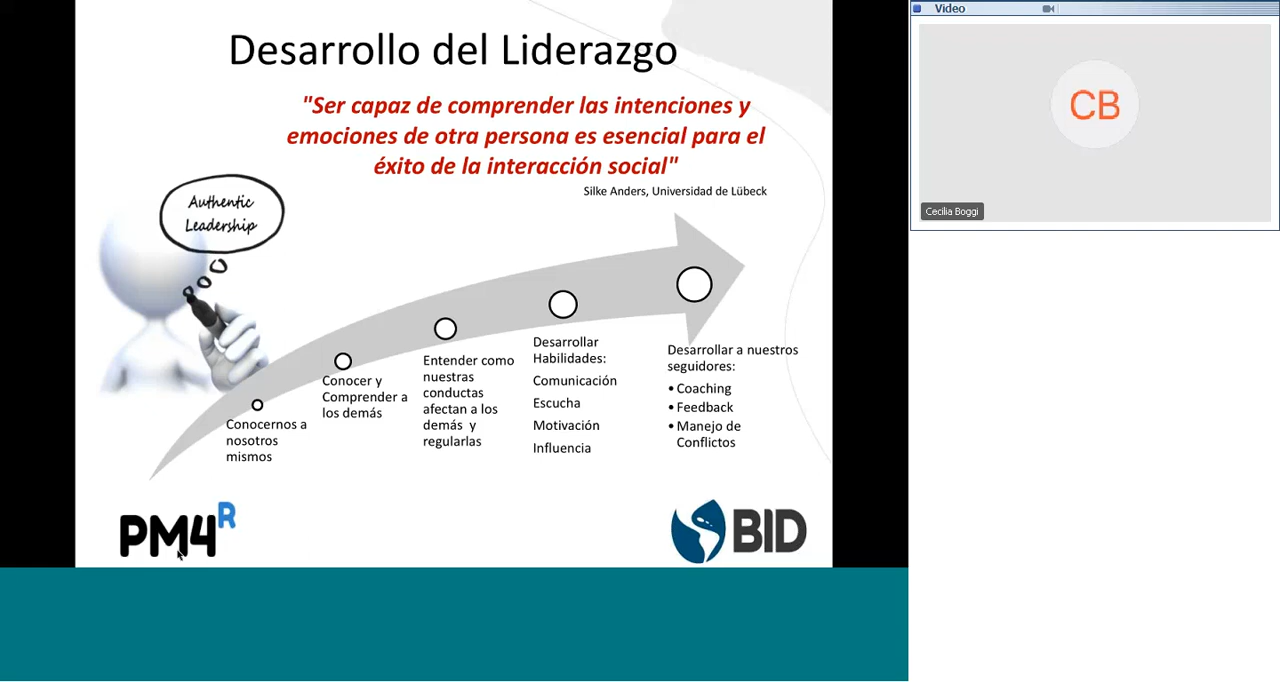 Desarrollo del Liderazgo
"Ser capaz de comprender las intenciones y
emociones de otra persona es esencial para el
éxito de la interacción social"
Silke Anders, Universidad de Lübeck
Authentic
Leadership
Conocernos a
nosotros
mismos
Conocer y
Comprender a
los demás
Entender como
nuestras
conductas
afectan a los
demás y
regularlas
Desarrollar
Habilidades:
Comunicación
Escucha
Motivación
Influencia
Desarrollar a nuestros
seguidores:
• Coaching
• Feedback
• Manejo de
Conflictos
PM4R
BID
Video
CB
Cecilia Boggi